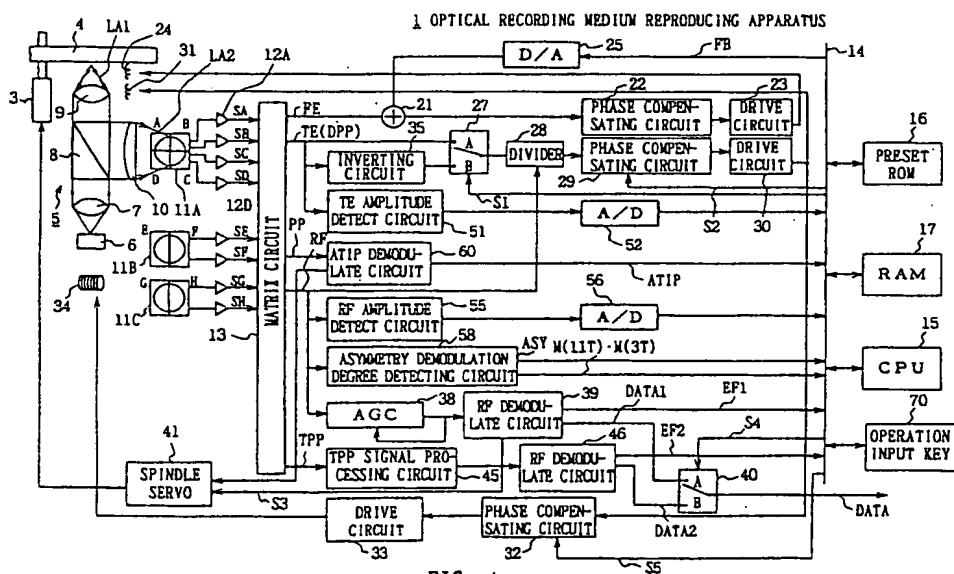 1 OPTICAL RECORDING MEDIUM REPRODUCING APPARATUS
4 LA1 24 31 LA2 12A
D/A 25 FB 14
3 9 8 5 7 6 10 11A
A B C D
SA SB SC SD
12D
MATRIX CIRCUIT
13
FE
21
PHASE COMPEN-
SATING CIRCUIT
22
DRIVE
CIRCUIT
23
TE(DPP)
INVERTING
CIRCUIT
35
A
B
27
S1
DIVIDER
28
PHASE COMPEN-
SATING CIRCUIT
29
DRIVE
CIRCUIT
30
S2
PRESET
ROM
16
TE AMPLITUDE
DETECT CIRCUIT
51
A/D
52
PP RF
ATIP DEMODU-
LATE CIRCUIT
60
ATIP
RAM
17
E F
11B
SE
SF
34
G H
11C
SG
SH
RF AMPLITUDE
DETECT CIRCUIT
55
A/D
56
58
ASYMMETRY DEMODULATION
DEGREE DETECTING CIRCUIT
ASY M(11T)·M(3T)
CPU
15
AGC
38
RF DEMODU-
LATE CIRCUIT
39
DATA1
EF1
TPP
TPP SIGNAL PRO-
CESSING CIRCUIT
45
RF DEMODU-
LATE CIRCUIT
46
EF2
S4
A
B
40
DATA
DATA2
OPERATION
INPUT KEY
70
SPINDLE
SERVO
41
S3
DRIVE
CIRCUIT
33
PHASE COMPEN-
SATING CIRCUIT
32
S5